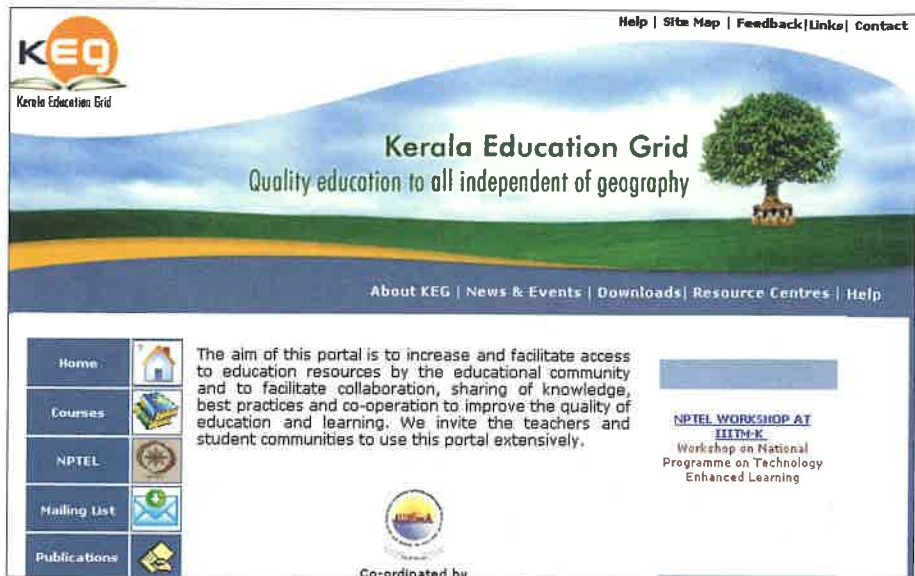 Help | Site Map | Feedback|Links| Contact
KEG
Kerala Education Grid
Kerala Education Grid
Quality education to all independent of geography
About KEG | News & Events | Downloads| Resource Centres | Help
Home
Courses
NPTEL
Mailing List
Publications
The aim of this portal is to increase and facilitate access
to education resources by the educational community
and to facilitate collaboration, sharing of knowledge,
best practices and co-operation to improve the quality of
education and learning. We invite the teachers and
student communities to use this portal extensively.
Co-ordinated by
NPTEL WORKSHOP AT
IIITM-K
Workshop on National
Programme on Technology
Enhanced Learning